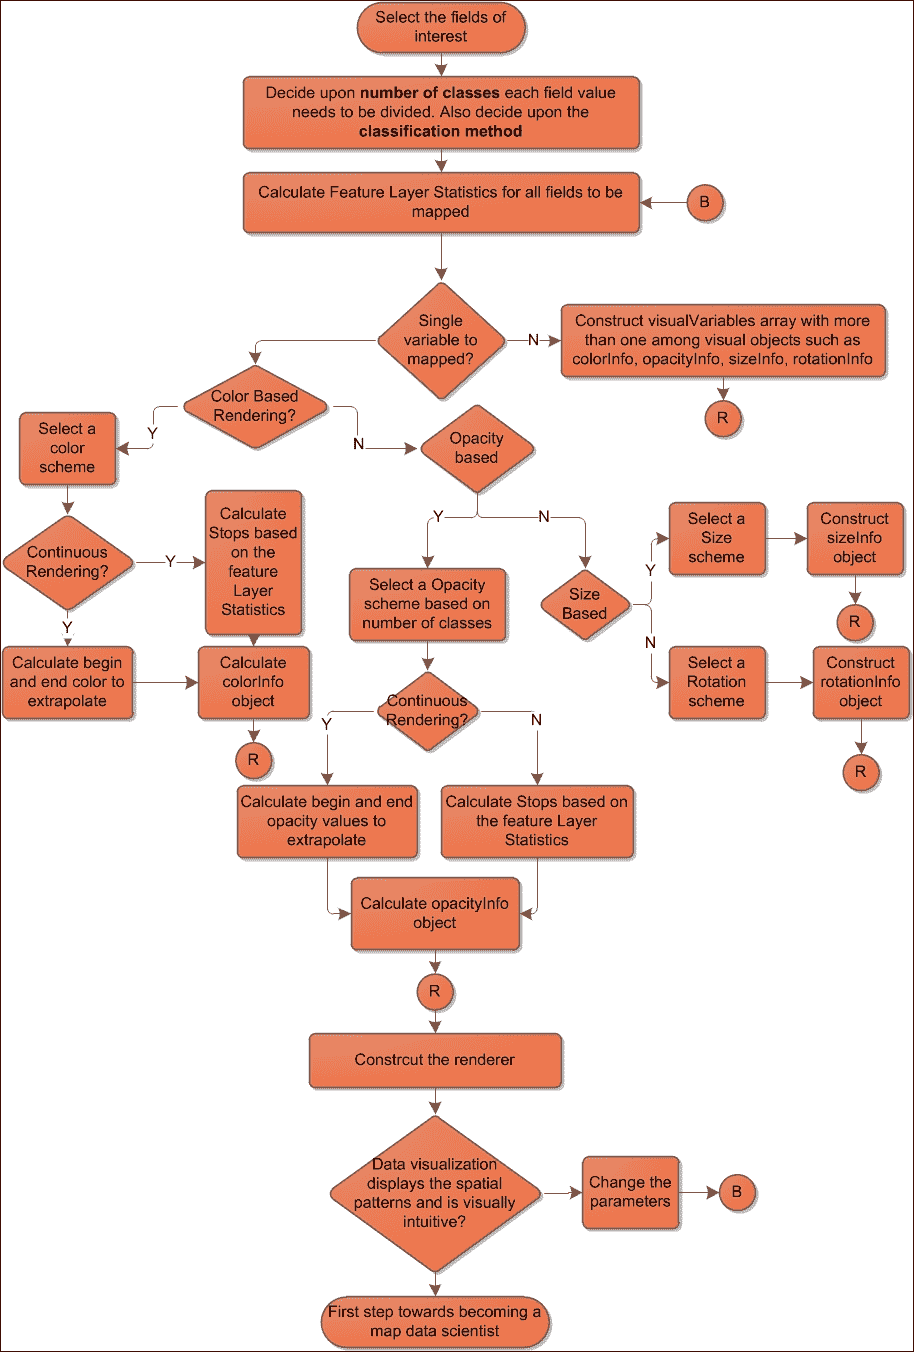 Select the fields of
interest
Decide upon number of classes each field value
needs to be divided. Also decide upon the
classification method
Calculate Feature Layer Statistics for all fields to be
mapped
B
Single
variable to
mapped?
N
Construct visualVariables array with more
than one among visual objects such as
colorInfo, opacityInfo, sizeInfo, rotationInfo
R
Color Based
Rendering?
Y
N
Select a
color
scheme
Opacity
based
Continuous
Rendering?
Y
Y
Calculate
Stops based
on the
feature
Layer
Statistics
Calculate begin
and end color to
extrapolate
Calculate
colorInfo
object
R
Y
N
Select a Opacity
scheme based on
number of classes
Size
Based
Y
N
Select a
Size
scheme
Construct
sizeInfo
object
R
Select a
Rotation
scheme
Construct
rotationInfo
object
R
Continuous
Rendering?
Y
N
Calculate begin and end
opacity values to
extrapolate
Calculate Stops based on
the feature Layer
Statistics
Calculate opacityInfo
object
R
Constrcut the renderer
Data visualization
displays the spatial
patterns and is visually
intuitive?
Change the
parameters
B
First step towards becoming a
map data scientist